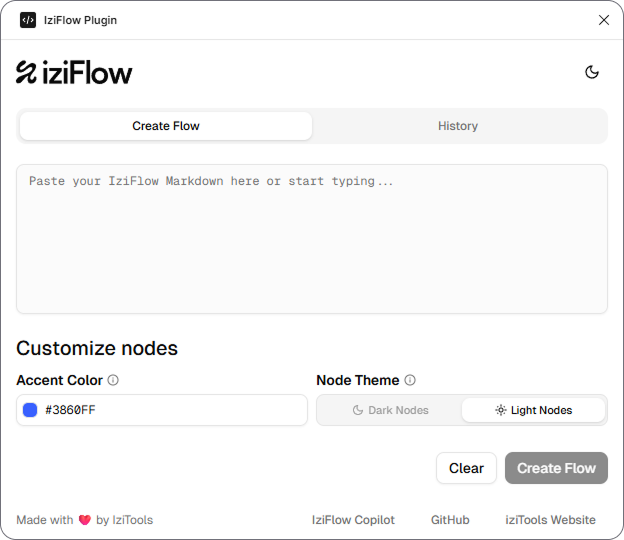 IziFlow Plugin
iziFlow
Create Flow
History
Paste your IziFlow Markdown here or start typing...
Customize nodes
Accent Color
Node Theme
#3860FF
Dark Nodes
Light Nodes
Clear
Create Flow
Made with ❤️ by IziTools
IziFlow Copilot
GitHub
iziTools Website